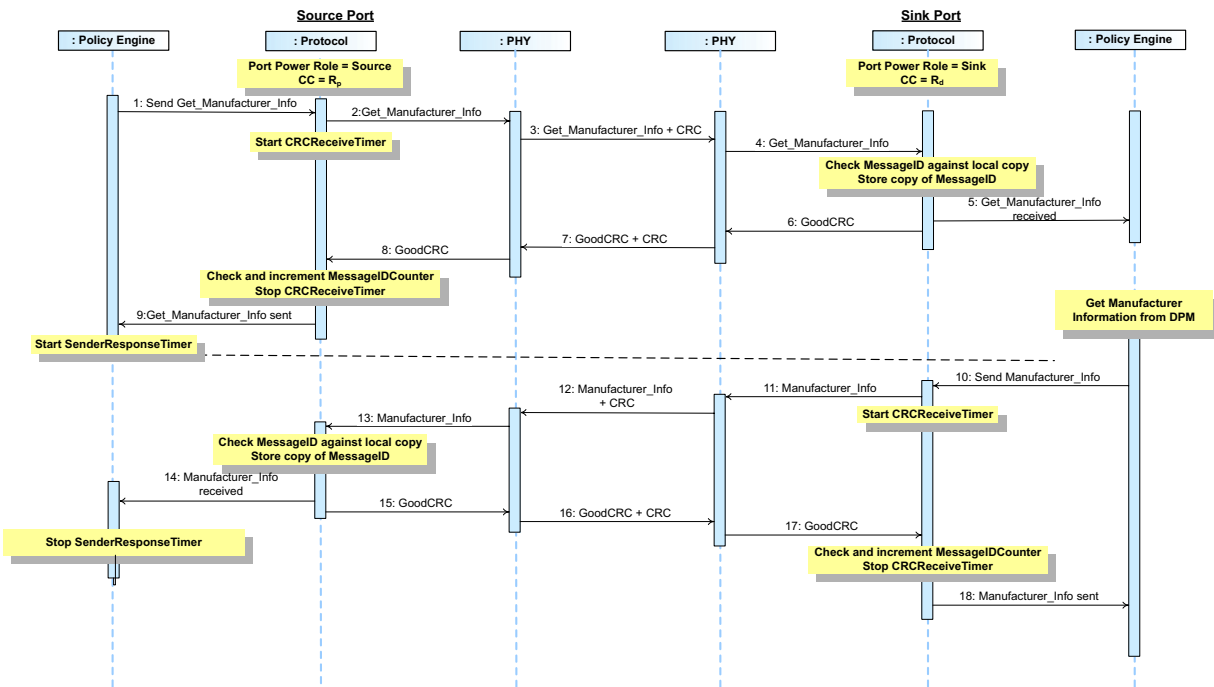 Source Port
Sink Port
: Policy Engine
: Protocol
: PHY
: PHY
: Protocol
: Policy Engine
Port Power Role = Source
CC = Rp
Port Power Role = Sink
CC = Rd
1: Send Get_Manufacturer_Info
2:Get_Manufacturer_Info
3: Get_Manufacturer_Info + CRC
Start CRCReceiveTimer
4: Get_Manufacturer_Info
Check MessageID against local copy
Store copy of MessageID
5: Get_Manufacturer_Info
received
6: GoodCRC
7: GoodCRC + CRC
8: GoodCRC
Check and increment MessageIDCounter
Stop CRCReceiveTimer
9:Get_Manufacturer_Info sent
Get Manufacturer
Information from DPM
Start SenderResponseTimer
10: Send Manufacturer_Info
11: Manufacturer_Info
12: Manufacturer_Info
+ CRC
Start CRCReceiveTimer
13: Manufacturer_Info
Check MessageID against local copy
Store copy of MessageID
14: Manufacturer_Info
received
15: GoodCRC
16: GoodCRC + CRC
17: GoodCRC
Stop SenderResponseTimer
Check and increment MessageIDCounter
Stop CRCReceiveTimer
18: Manufacturer_Info sent